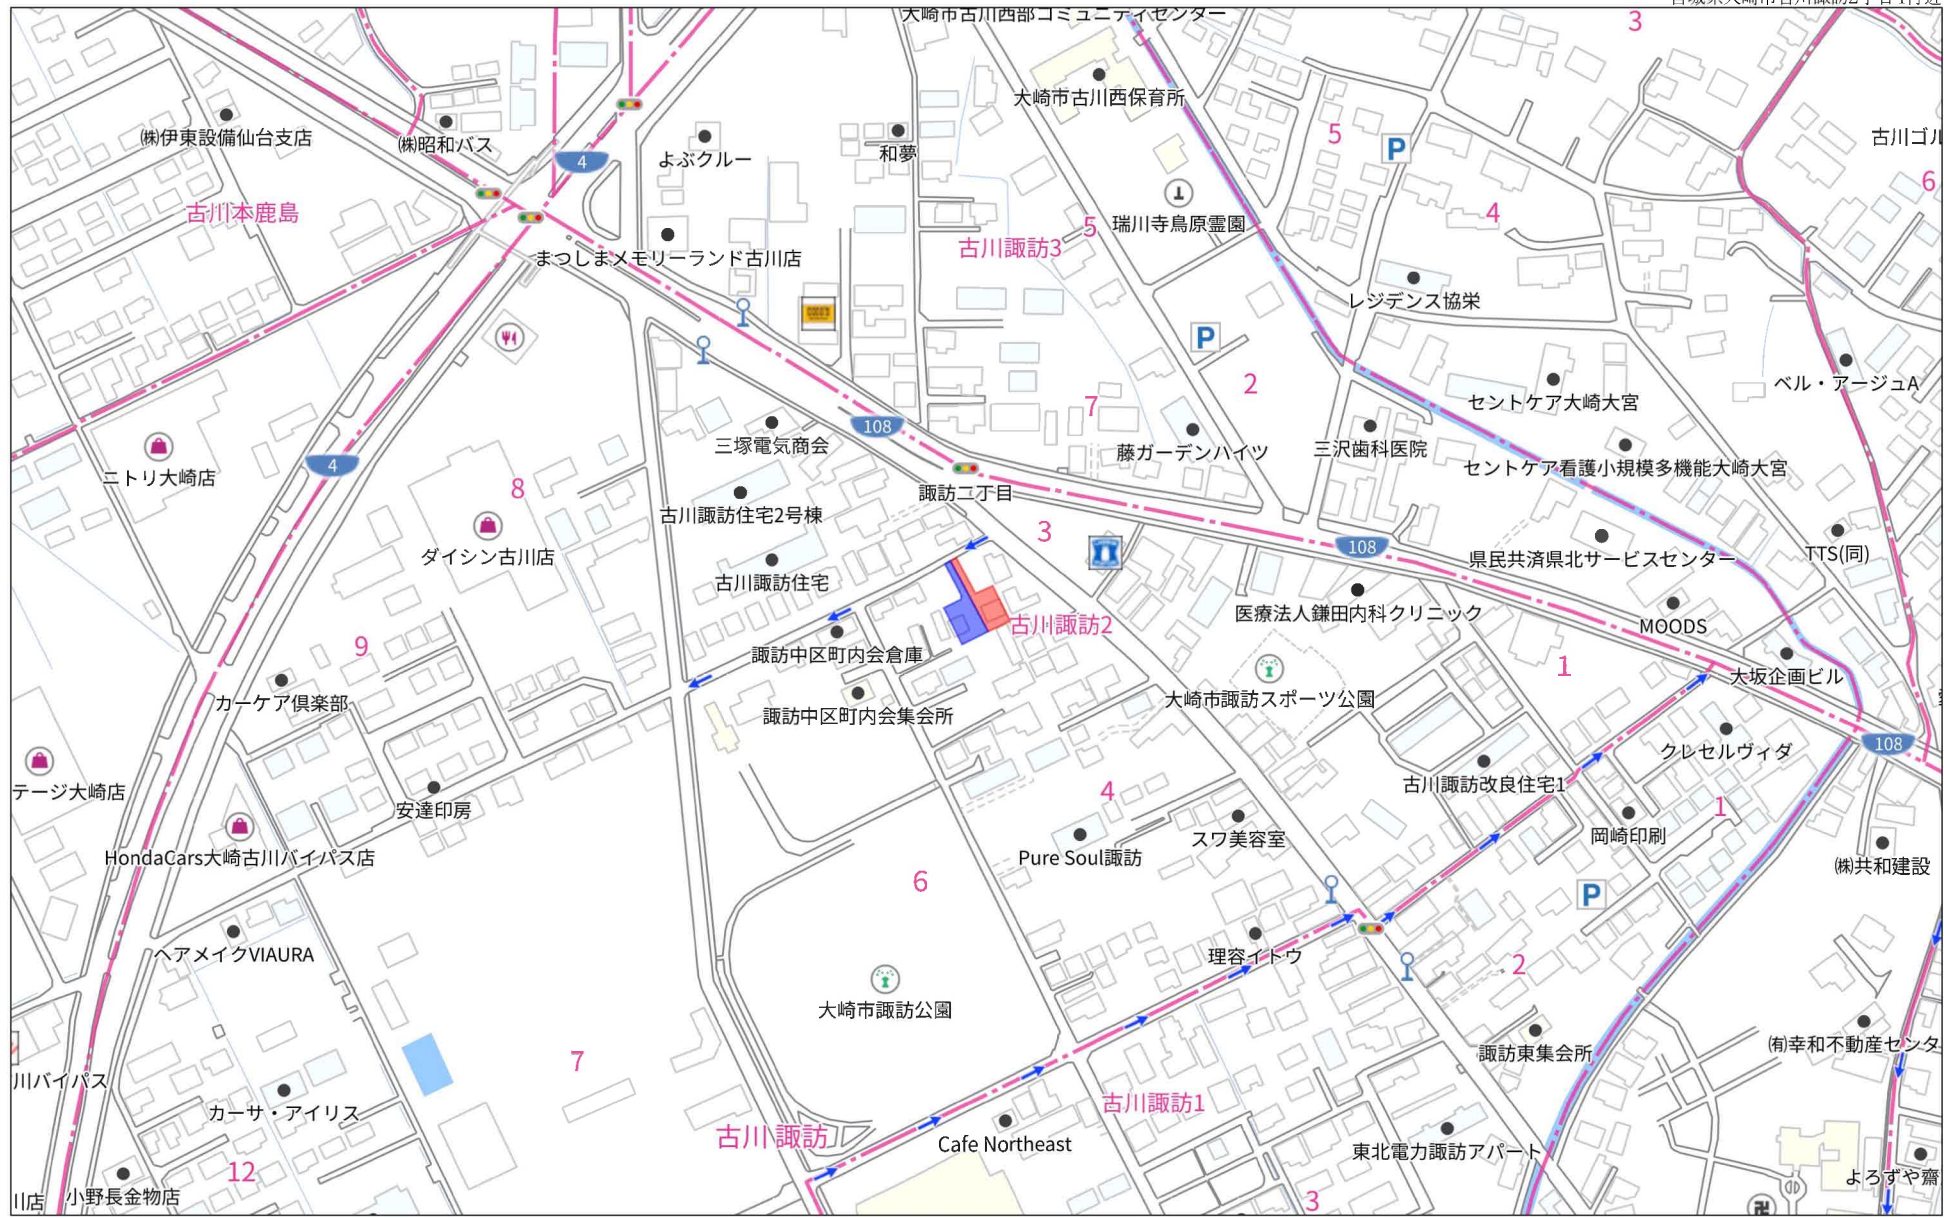 大崎市古川西部コミュニティセンター
3
大崎市古川西保育所
㈱伊東設備仙台支店
㈱昭和バス
4
よぶクルー
和夢
5
P
古川ゴル
6
古川本鹿島
瑞川寺鳥原霊園
4
5
古川諏訪3
まつしまメモリーランド古川店
レジデンス協栄
P
2
ベル・アージュA
セントケア大崎大宮
7
108
三塚電気商会
藤ガーデンハイツ
三沢歯科医院
セントケア看護小規模多機能大崎大宮
ニトリ大崎店
4
8
諏訪二丁目
古川諏訪住宅2号棟
3
108
ダイシン古川店
県民共済県北サービスセンター
TTS(同)
古川諏訪住宅
医療法人鎌田内科クリニック
古川諏訪2
MOODS
9
諏訪中区町内会倉庫
1
大坂企画ビル
カーケア倶楽部
大崎市諏訪スポーツ公園
諏訪中区町内会集会所
108
クレセルヴィダ
テージ大崎店
4
古川諏訪改良住宅1
1
安達印房
スワ美容室
岡崎印刷
HondaCars大崎古川バイパス店
Pure Soul諏訪
㈱共和建設
6
P
ヘアメイクVIAURA
理容イトウ
2
大崎市諏訪公園
7
諏訪東集会所
㈲幸和不動産センタ
川バイパス
カーサ・アイリス
古川諏訪1
古川 諏訪
Cafe Northeast
東北電力諏訪アパート
12
よろずや齋
川店
小野長金物店
3